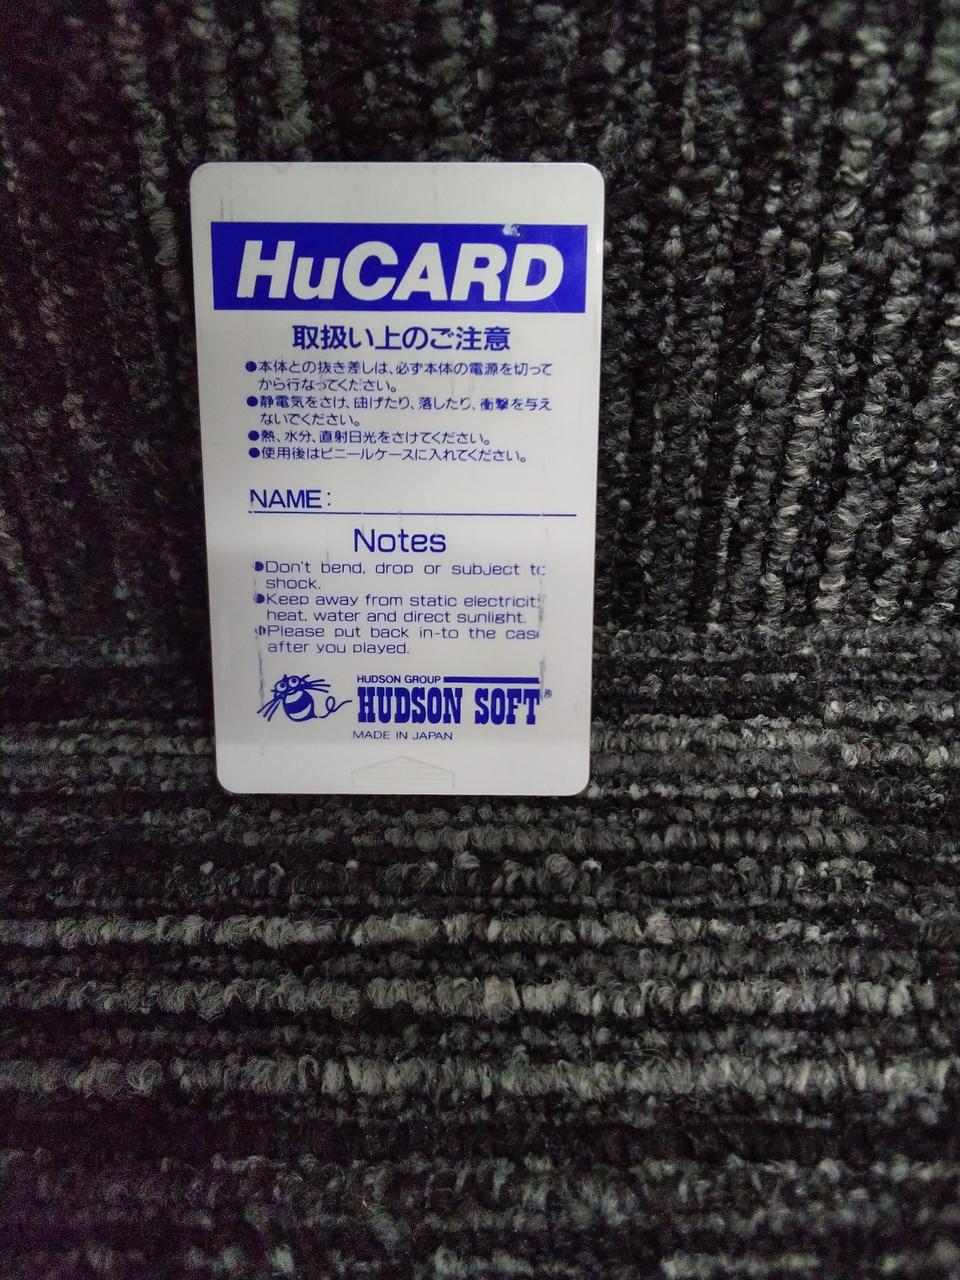 HuCARD
取扱い上のご注意
●本体との抜き差しは、必ず本体の電源を切って
から行なってください。
●静電気をさけ、曲げたり、落したり、衝撃を与え
ないでください。
●熱、水分、直射日光をさけてください。
●使用後はビニールケースに入れてください。
NAME:
Notes
●Don't bend, drop or subject to
shock.
●Keep away from static electricit
heat, water and direct sunlight.
●Please put back in-to the cas
after you played.
HUDSON GROUP
HUDSON SOFT®
MADE IN JAPAN